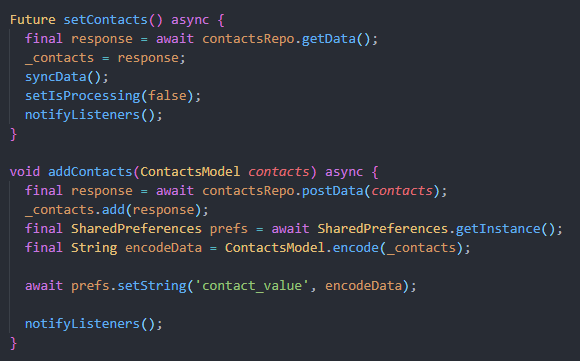 Future setContacts() async {
  final response = await contactsRepo.getData();
  _contacts = response;
  syncData();
  setIsProcessing(false);
  notifyListeners();
}

void addContacts(ContactsModel contacts) async {
  final response = await contactsRepo.postData(contacts);
  _contacts.add(response);
  final SharedPreferences prefs = await SharedPreferences.getInstance();
  final String encodeData = ContactsModel.encode(_contacts);

  await prefs.setString('contact_value', encodeData);

  notifyListeners();
}